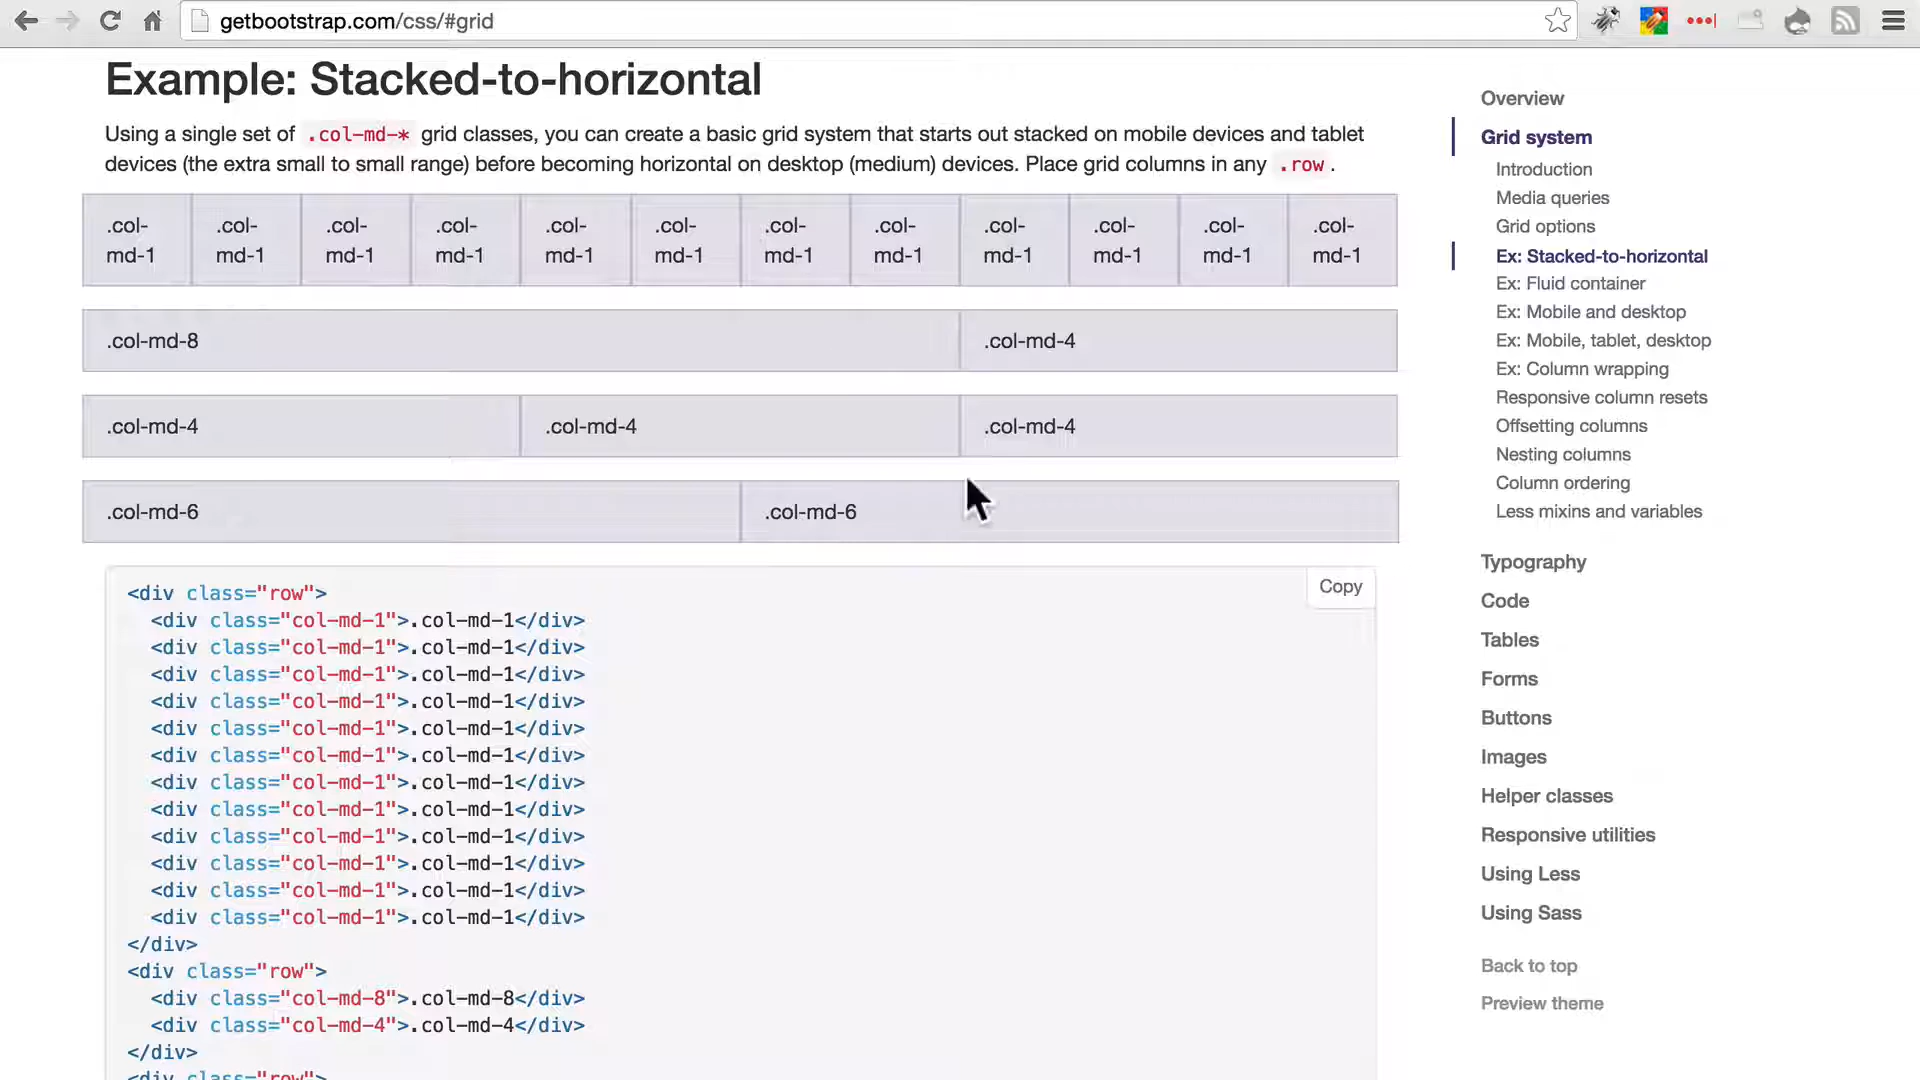 getbootstrap.com/css/#grid
Example: Stacked-to-horizontal
Using a single set of .col-md-* grid classes, you can create a basic grid system that starts out stacked on mobile devices and tablet
devices (the extra small to small range) before becoming horizontal on desktop (medium) devices. Place grid columns in any .row .
.col- .col- .col- .col- .col- .col- .col- .col- .col- .col- .col- .col-
md-1 md-1 md-1 md-1 md-1 md-1 md-1 md-1 md-1 md-1 md-1 md-1
.col-md-8 .col-md-4
.col-md-4 .col-md-4 .col-md-4
.col-md-6 .col-md-6
Copy
<div class="row">
  <div class="col-md-1">.col-md-1</div>
  <div class="col-md-1">.col-md-1</div>
  <div class="col-md-1">.col-md-1</div>
  <div class="col-md-1">.col-md-1</div>
  <div class="col-md-1">.col-md-1</div>
  <div class="col-md-1">.col-md-1</div>
  <div class="col-md-1">.col-md-1</div>
  <div class="col-md-1">.col-md-1</div>
  <div class="col-md-1">.col-md-1</div>
  <div class="col-md-1">.col-md-1</div>
  <div class="col-md-1">.col-md-1</div>
  <div class="col-md-1">.col-md-1</div>
</div>
<div class="row">
  <div class="col-md-8">.col-md-8</div>
  <div class="col-md-4">.col-md-4</div>
</div>
<div class="row">
Overview
Grid system
Introduction
Media queries
Grid options
Ex: Stacked-to-horizontal
Ex: Fluid container
Ex: Mobile and desktop
Ex: Mobile, tablet, desktop
Ex: Column wrapping
Responsive column resets
Offsetting columns
Nesting columns
Column ordering
Less mixins and variables
Typography
Code
Tables
Forms
Buttons
Images
Helper classes
Responsive utilities
Using Less
Using Sass
Back to top
Preview theme